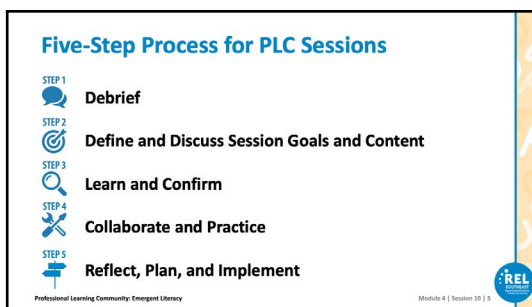 Five-Step Process for PLC Sessions
STEP 1
Debrief
STEP 2
Define and Discuss Session Goals and Content
STEP 3
Learn and Confirm
STEP 4
Collaborate and Practice
STEP 5
Reflect, Plan, and Implement
Professional Learning Community: Emergent Literacy
Module 4 | Session 10 | 5
REL
SOUTHEAST